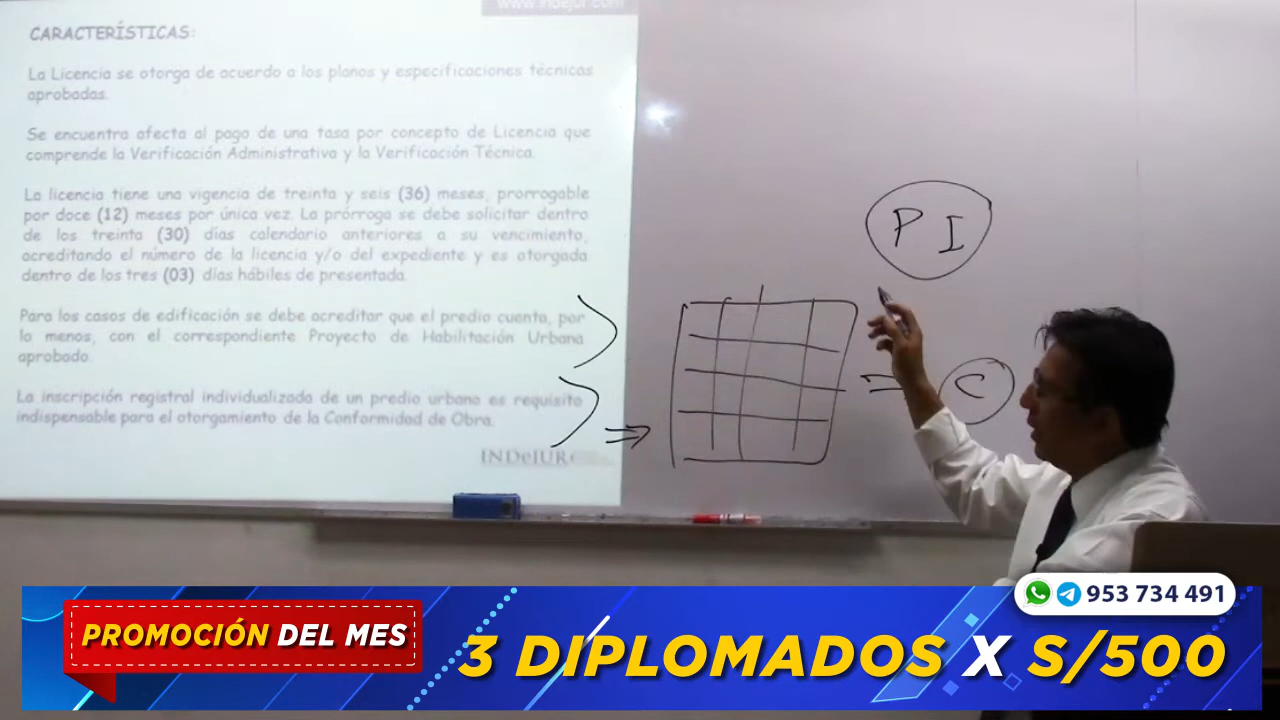 www.indejur.com
CARACTERÍSTICAS:
La Licencia se otorga de acuerdo a los planos y especificaciones técnicas
aprobadas.
Se encuentra afecta al pago de una tasa por concepto de Licencia que
comprende la Verificación Administrativa y la Verificación Técnica.
La licencia tiene una vigencia de treinta y seis (36) meses, prorrogable
por doce (12) meses por única vez. La prórroga se debe solicitar dentro
de los treinta (30) días calendario anteriores a su vencimiento,
acreditando el número de la licencia y/o del expediente y es otorgada
dentro de los tres (03) días hábiles de presentada.
Para los casos de edificación se debe acreditar que el predio cuenta, por
lo menos, con el correspondiente Proyecto de Habilitación Urbana
aprobado.
La inscripción registral individualizada de un predio urbano es requisito
indispensable para el otorgamiento de la Conformidad de Obra.
INDeJUR
P I
= C
953 734 491
PROMOCIÓN DEL MES
3 DIPLOMADOS X S/500